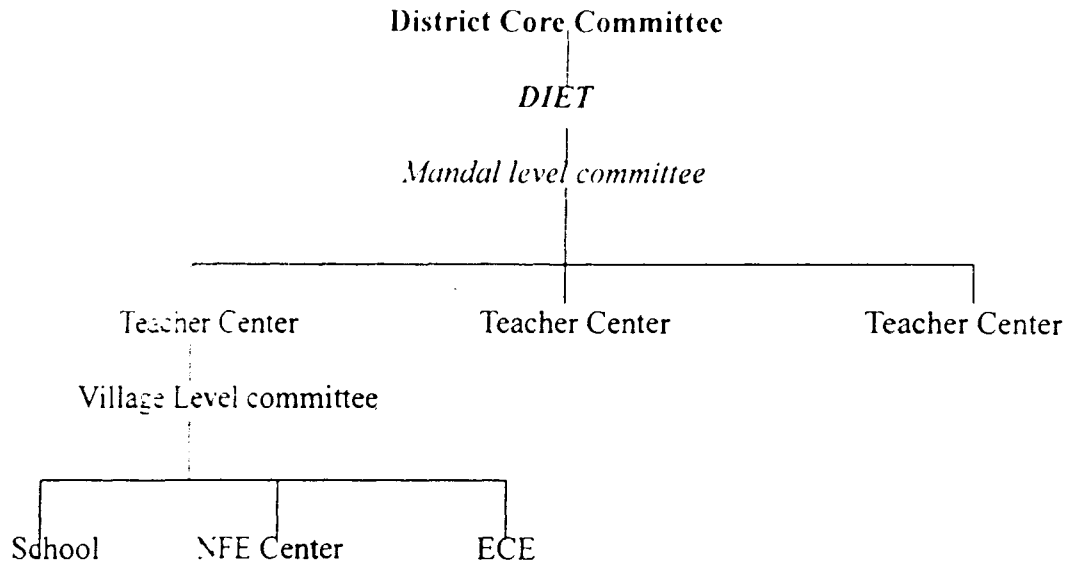 District Core Committee
DIET
Mandal level committee
Teacher Center Teacher Center Teacher Center
Village Level committee
School NFE Center ECE